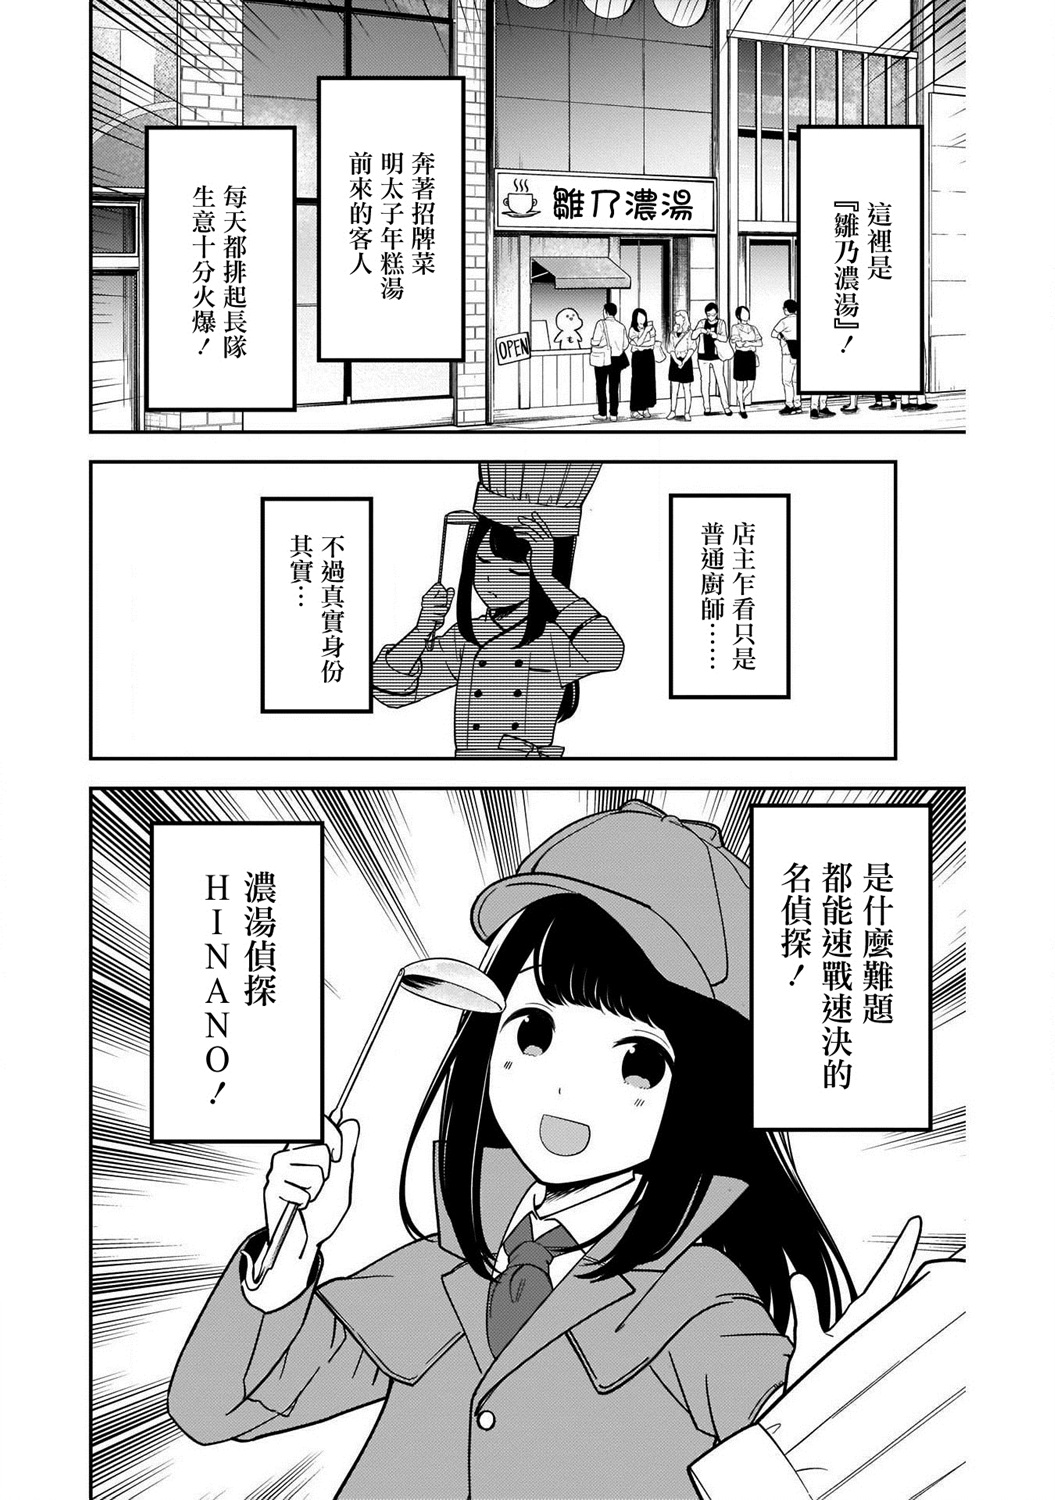 這裡是
『雛乃濃湯』！
雛乃濃湯
OPEN
奔著招牌菜
明太子年糕湯
前來的客人
每天都排起長隊
生意十分火爆！
店主乍看只是
普通廚師……
不過真實身份
其實…
是什麼難題
都能速戰速決的
名偵探！
濃湯偵探
HINANO！